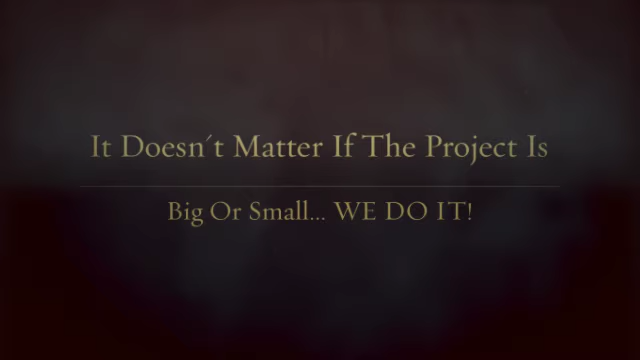 It Doesn´t Matter If The Project Is
Big Or Small... WE DO IT!